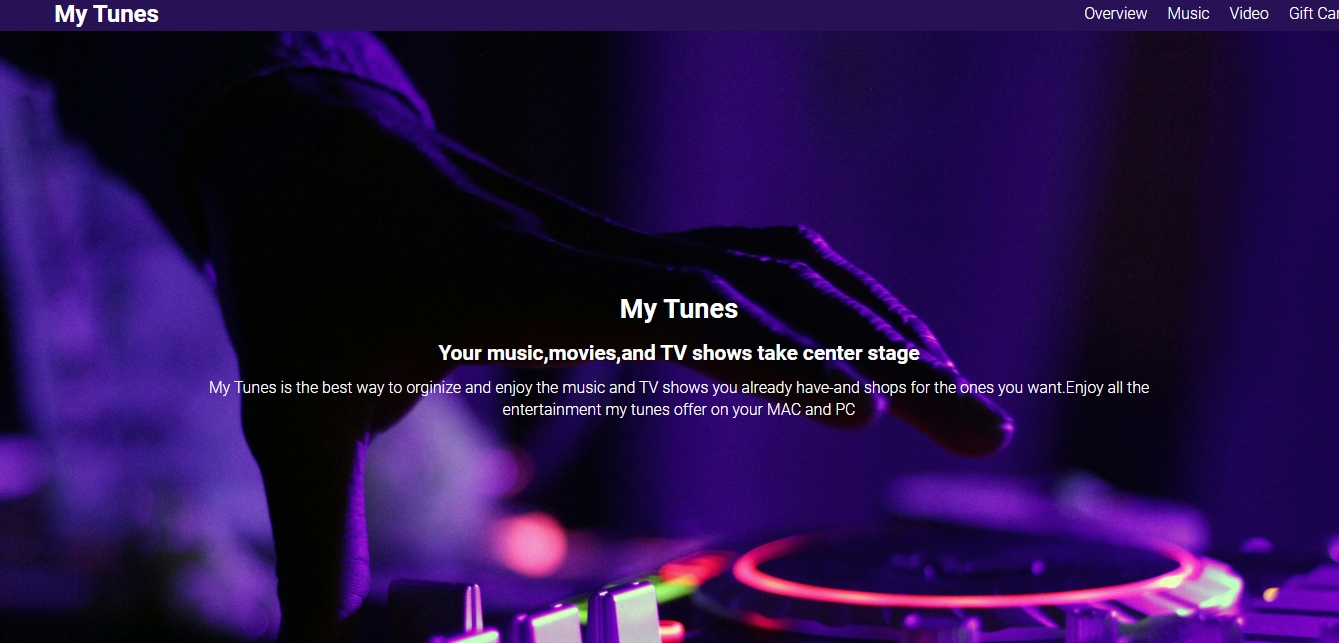 My Tunes
Overview Music Video Gift Car
My Tunes
Your music,movies,and TV shows take center stage
My Tunes is the best way to orginize and enjoy the music and TV shows you already have-and shops for the ones you want.Enjoy all the
entertainment my tunes offer on your MAC and PC